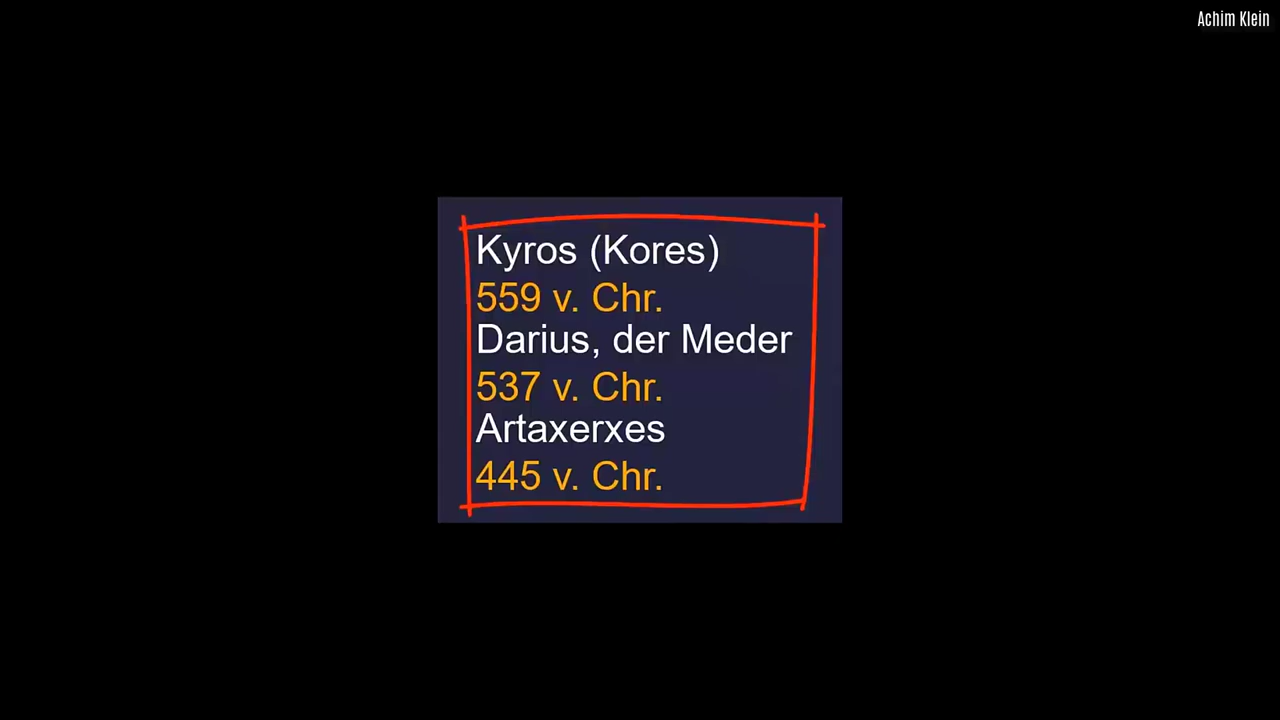 Achim Klein
Kyros (Kores)
559 v. Chr.
Darius, der Meder
537 v. Chr.
Artaxerxes
445 v. Chr.